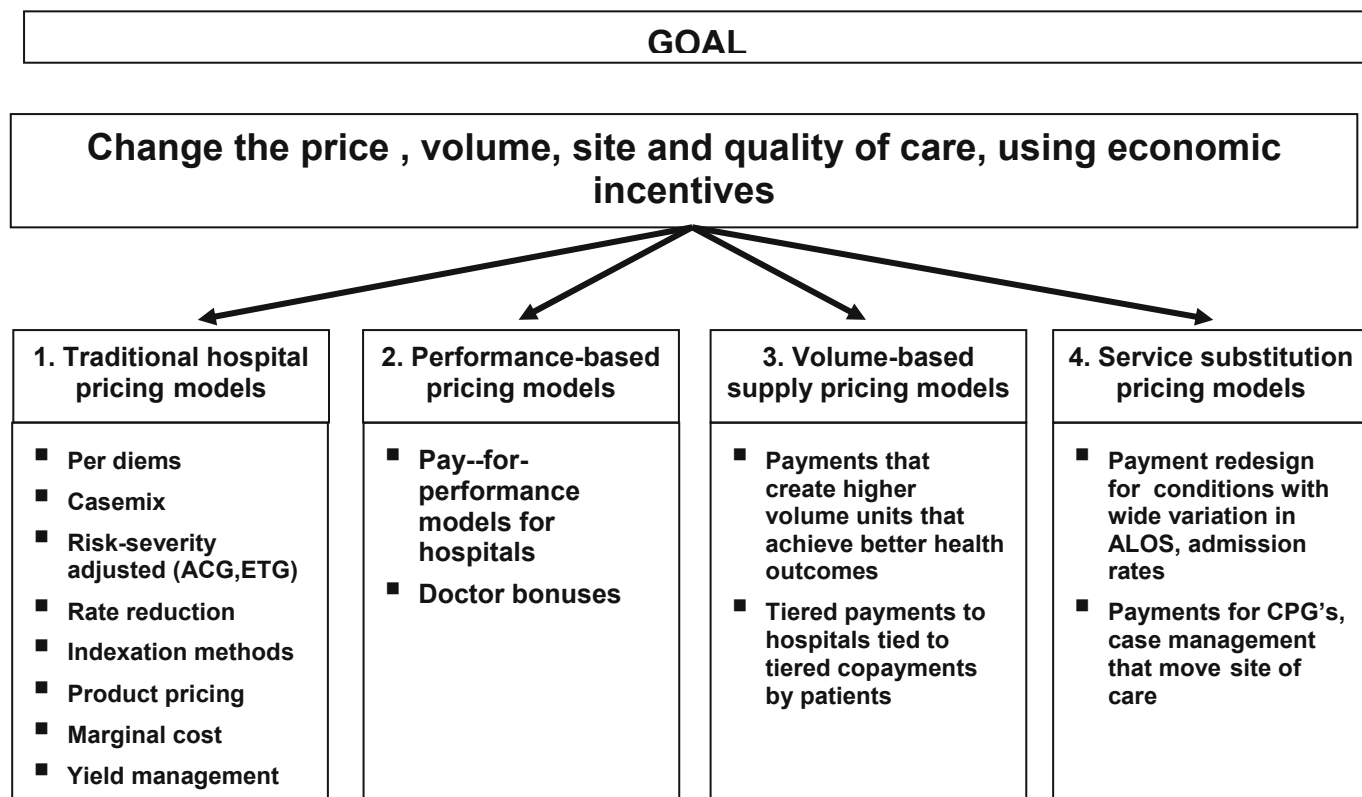 GOAL
Change the price , volume, site and quality of care, using economic
incentives
1. Traditional hospital
pricing models
▪ Per diems
▪ Casemix
▪ Risk-severity
adjusted (ACG,ETG)
▪ Rate reduction
▪ Indexation methods
▪ Product pricing
▪ Marginal cost
▪ Yield management
2. Performance-based
pricing models
▪ Pay--for-
performance
models for
hospitals
▪ Doctor bonuses
3. Volume-based
supply pricing models
▪ Payments that
create higher
volume units that
achieve better health
outcomes
▪ Tiered payments to
hospitals tied to
tiered copayments
by patients
4. Service substitution
pricing models
▪ Payment redesign
for conditions with
wide variation in
ALOS, admission
rates
▪ Payments for CPG's,
case management
that move site of
care